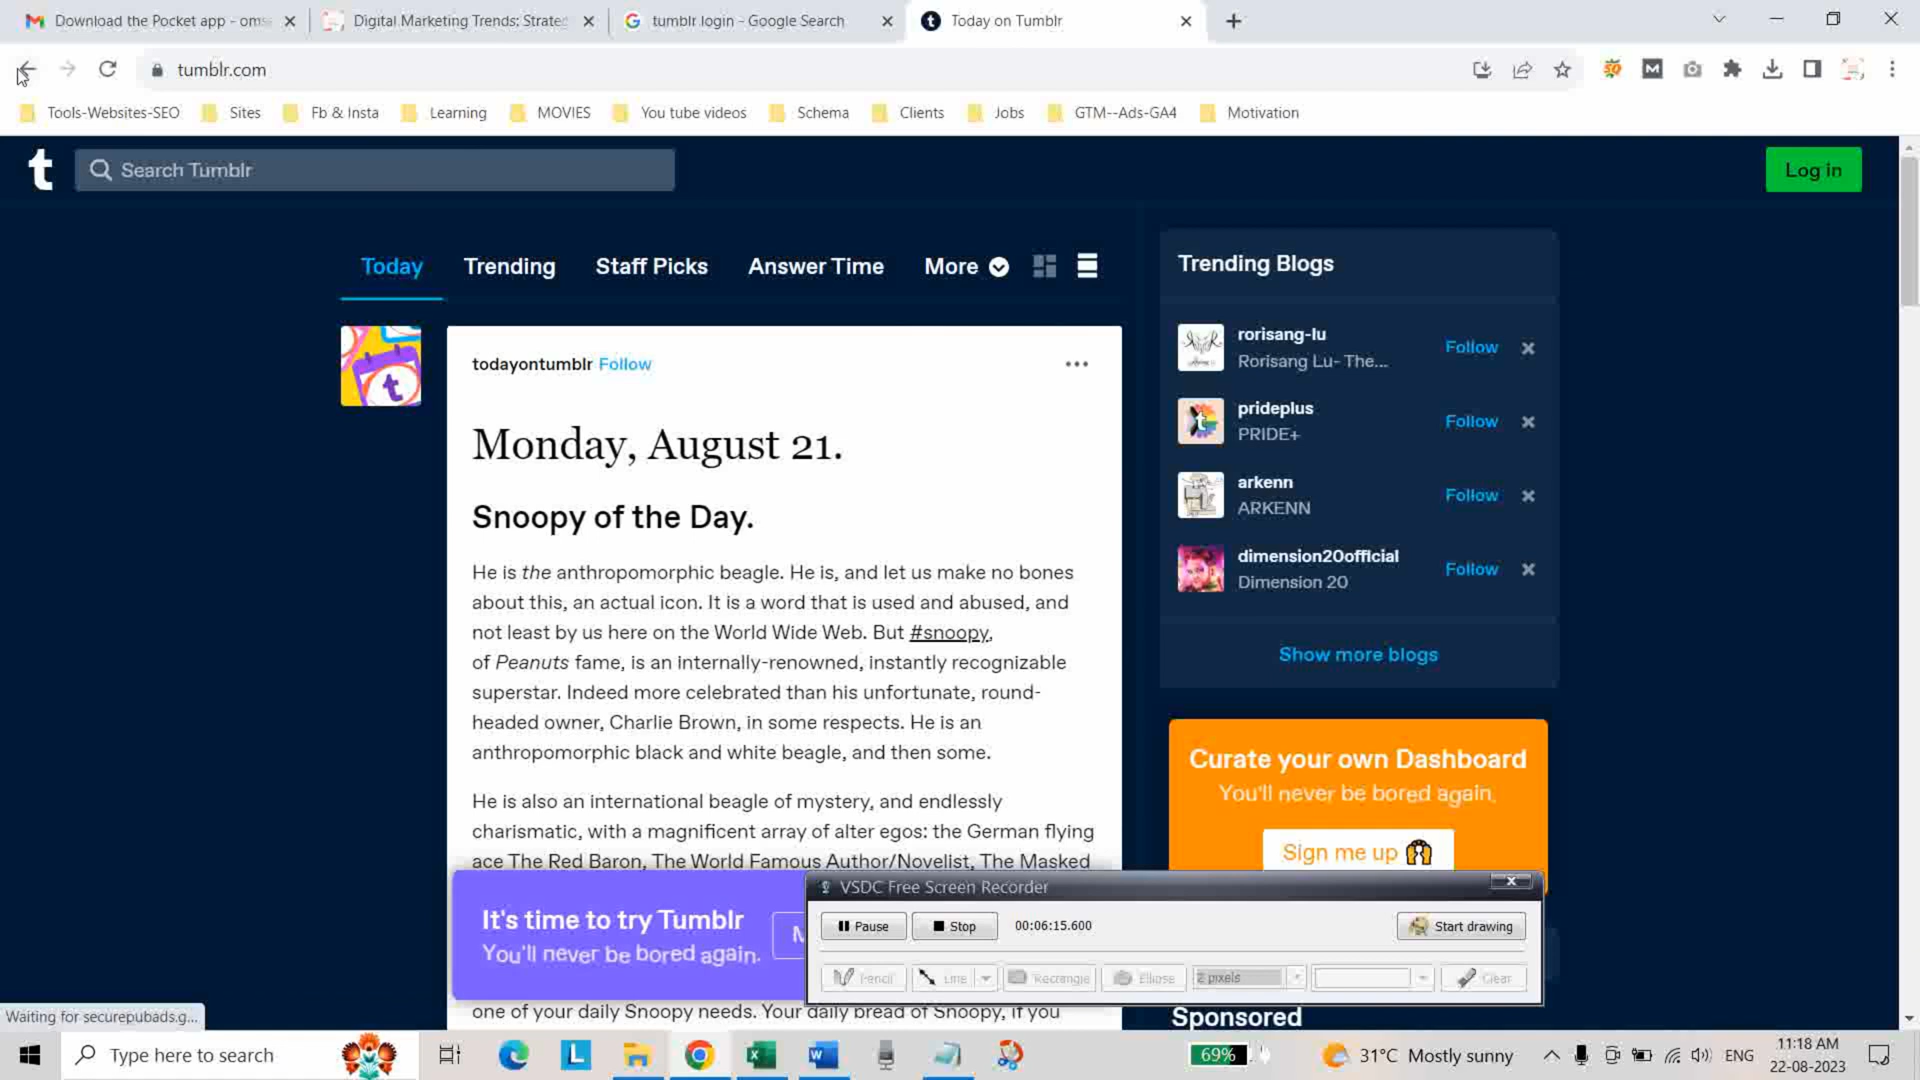 Download the Pocket app - oms
Digital Marketing Trends: Strate
tumblr login - Google Search
Today on Tumblr
tumblr.com
Tools-Websites-SEO
Sites
Fb & Insta
Learning
MOVIES
You tube videos
Schema
Clients
Jobs
GTM--Ads-GA4
Motivation
t
Search Tumblr
Log in
Today
Trending
Staff Picks
Answer Time
More
todayontumblr Follow
Monday, August 21.
Snoopy of the Day.
He is the anthropomorphic beagle. He is, and let us make no bones
about this, an actual icon. It is a word that is used and abused, and
not least by us here on the World Wide Web. But #snoopy,
of Peanuts fame, is an internally-renowned, instantly recognizable
superstar. Indeed more celebrated than his unfortunate, round-
headed owner, Charlie Brown, in some respects. He is an
anthropomorphic black and white beagle, and then some.
He is also an international beagle of mystery, and endlessly
charismatic, with a magnificent array of alter egos: the German flying
ace The Red Baron, The World Famous Author/Novelist, The Masked
one of your daily Snoopy needs. Your daily bread of Snoopy, if you
Trending Blogs
rorisang-lu
Rorisang Lu- The...
Follow
prideplus
PRIDE+
Follow
arkenn
ARKENN
Follow
dimension20official
Dimension 20
Follow
Show more blogs
Curate your own Dashboard
You'll never be bored again.
Sign me up
Sponsored
It's time to try Tumblr
You'll never be bored again.
VSDC Free Screen Recorder
Pause
Stop
00:06:15.600
Start drawing
Pencil
Line
Rectangle
Ellipse
2 pixels
Clear
Waiting for securepubads.g...
Type here to search
69%
31°C Mostly sunny
ENG
11:18 AM
22-08-2023